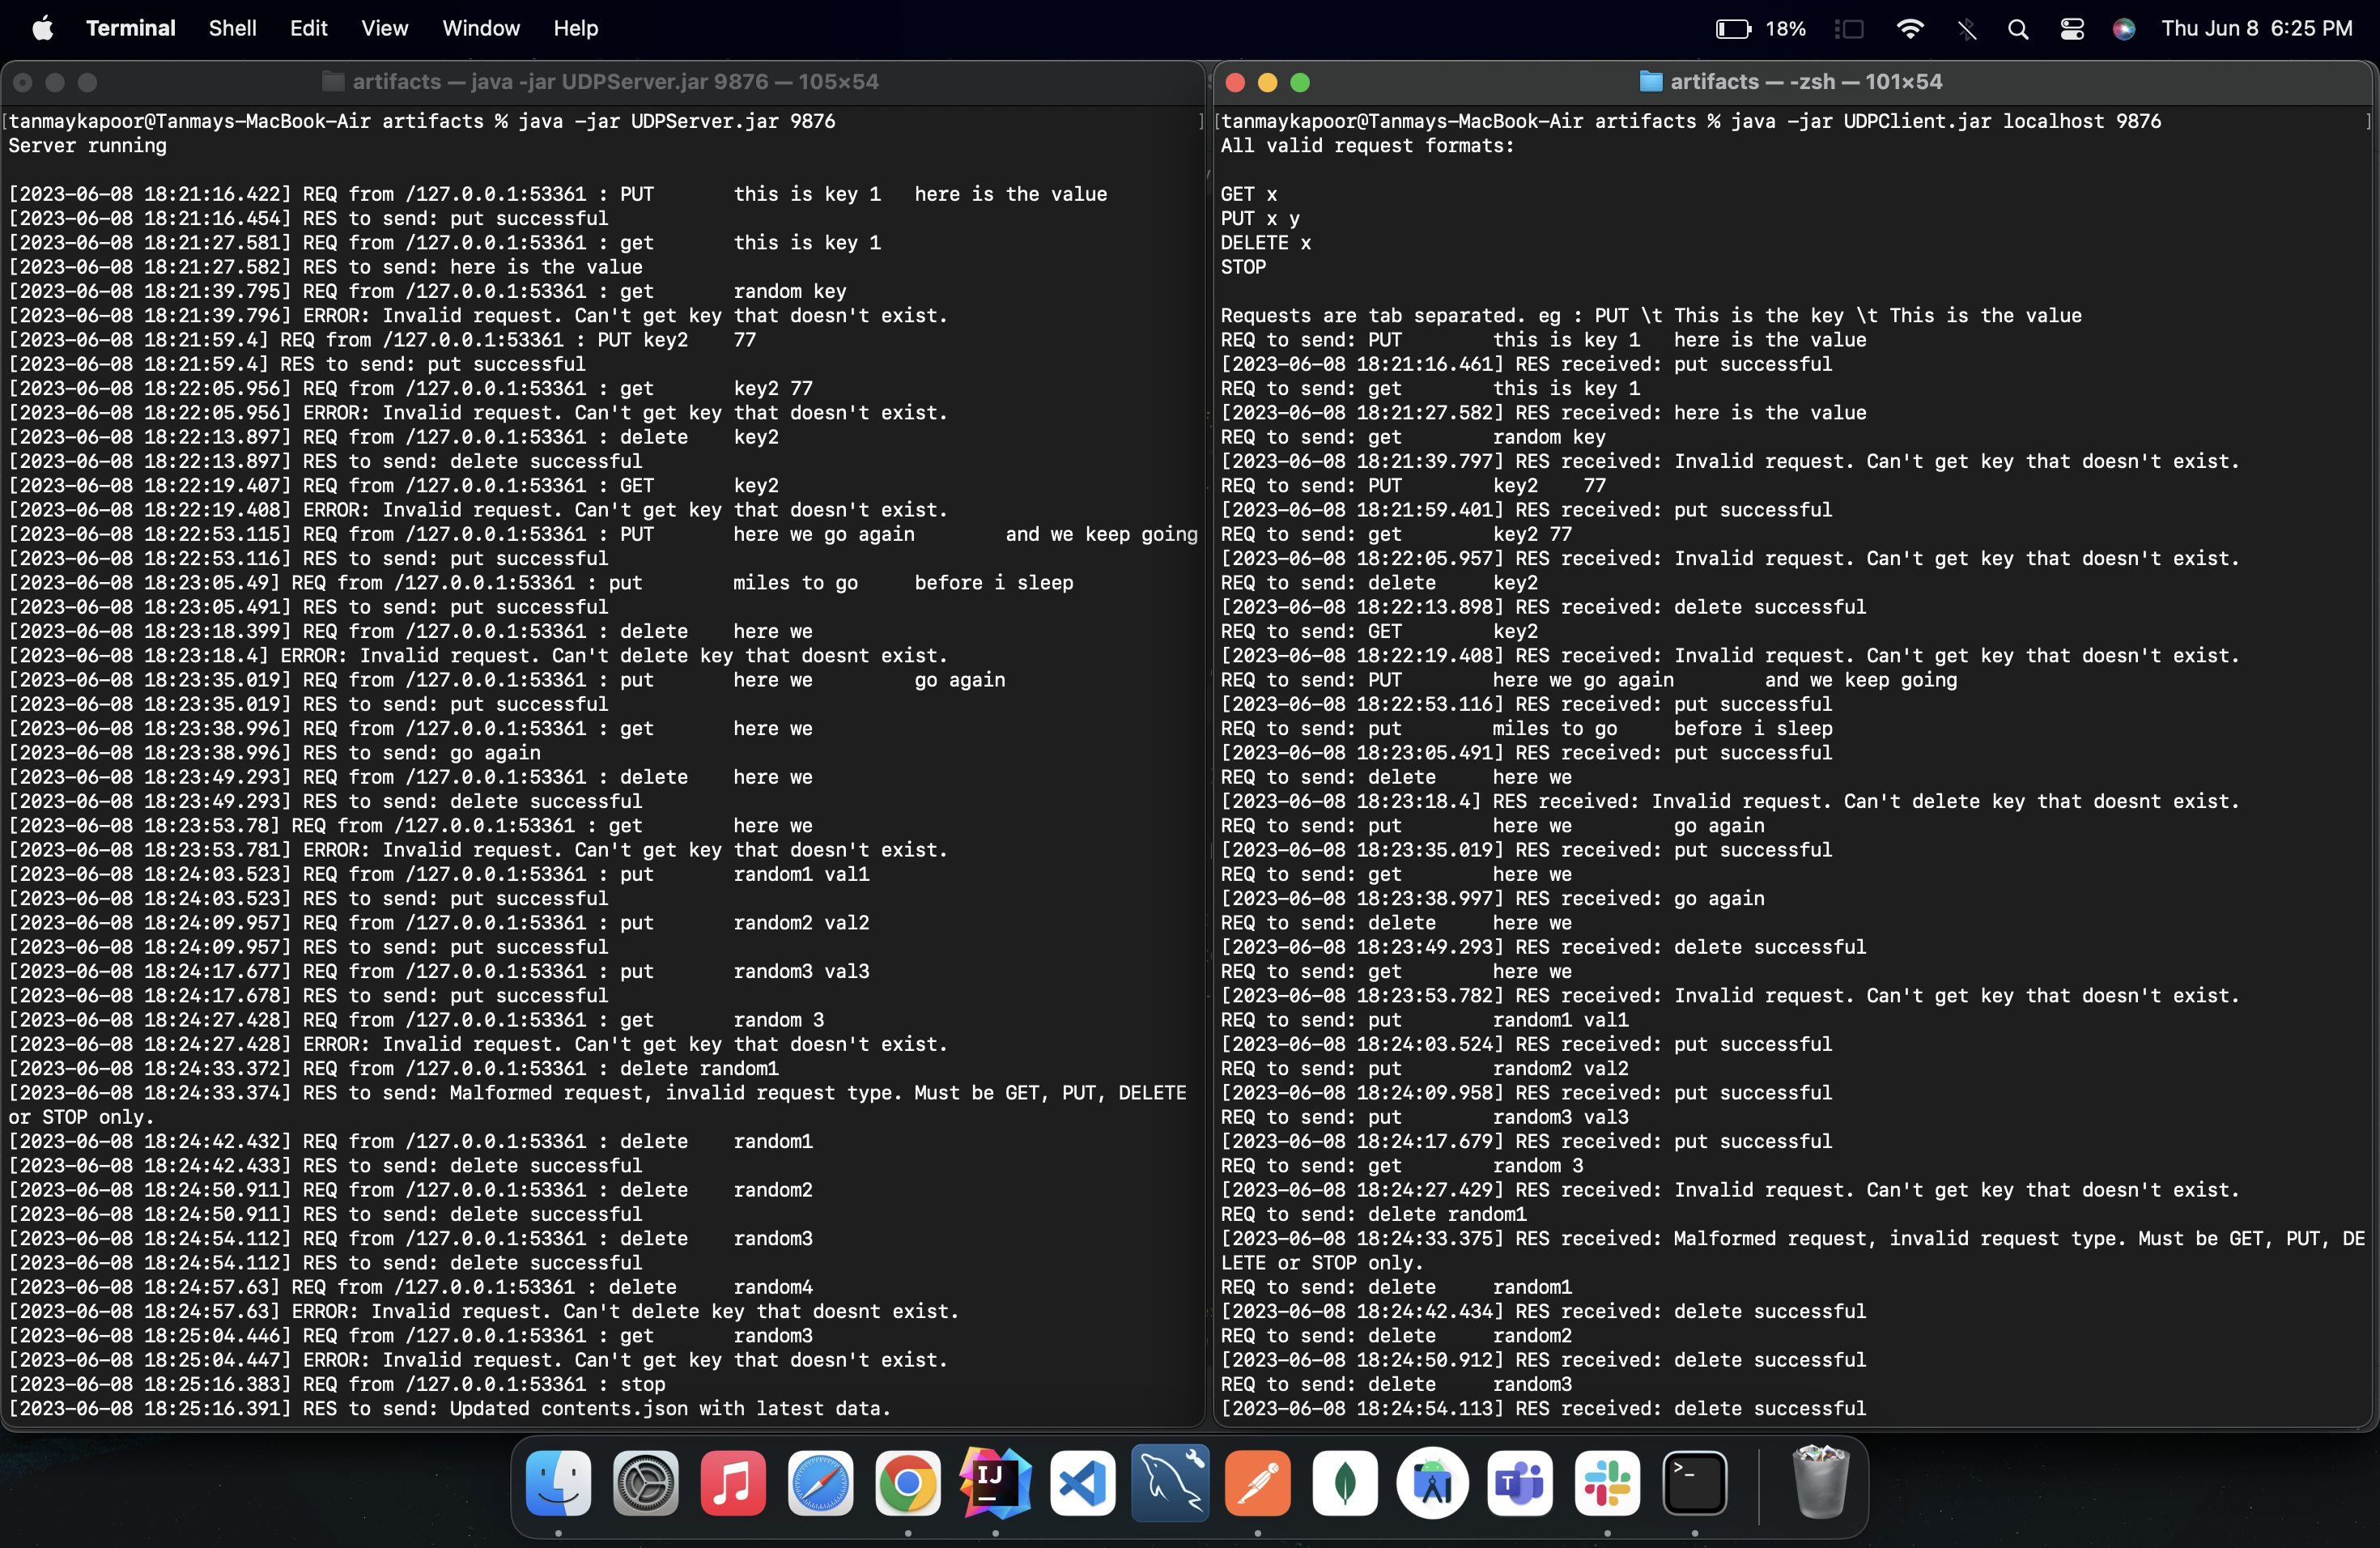 Terminal Shell Edit View Window Help 18% Thu Jun 8 6:25 PM
artifacts — java -jar UDPServer.jar 9876 — 105×54
[tanmaykapoor@Tanmays-MacBook-Air artifacts % java -jar UDPServer.jar 9876 ]
Server running
[2023-06-08 18:21:16.422] REQ from /127.0.0.1:53361 : PUT this is key 1 here is the value
[2023-06-08 18:21:16.454] RES to send: put successful
[2023-06-08 18:21:27.581] REQ from /127.0.0.1:53361 : get this is key 1
[2023-06-08 18:21:27.582] RES to send: here is the value
[2023-06-08 18:21:39.795] REQ from /127.0.0.1:53361 : get random key
[2023-06-08 18:21:39.796] ERROR: Invalid request. Can't get key that doesn't exist.
[2023-06-08 18:21:59.4] REQ from /127.0.0.1:53361 : PUT key2 77
[2023-06-08 18:21:59.4] RES to send: put successful
[2023-06-08 18:22:05.956] REQ from /127.0.0.1:53361 : get key2 77
[2023-06-08 18:22:05.956] ERROR: Invalid request. Can't get key that doesn't exist.
[2023-06-08 18:22:13.897] REQ from /127.0.0.1:53361 : delete key2
[2023-06-08 18:22:13.897] RES to send: delete successful
[2023-06-08 18:22:19.407] REQ from /127.0.0.1:53361 : GET key2
[2023-06-08 18:22:19.408] ERROR: Invalid request. Can't get key that doesn't exist.
[2023-06-08 18:22:53.115] REQ from /127.0.0.1:53361 : PUT here we go again and we keep going
[2023-06-08 18:22:53.116] RES to send: put successful
[2023-06-08 18:23:05.49] REQ from /127.0.0.1:53361 : put miles to go before i sleep
[2023-06-08 18:23:05.491] RES to send: put successful
[2023-06-08 18:23:18.399] REQ from /127.0.0.1:53361 : delete here we
[2023-06-08 18:23:18.4] ERROR: Invalid request. Can't delete key that doesnt exist.
[2023-06-08 18:23:35.019] REQ from /127.0.0.1:53361 : put here we go again
[2023-06-08 18:23:35.019] RES to send: put successful
[2023-06-08 18:23:38.996] REQ from /127.0.0.1:53361 : get here we
[2023-06-08 18:23:38.996] RES to send: go again
[2023-06-08 18:23:49.293] REQ from /127.0.0.1:53361 : delete here we
[2023-06-08 18:23:49.293] RES to send: delete successful
[2023-06-08 18:23:53.78] REQ from /127.0.0.1:53361 : get here we
[2023-06-08 18:23:53.781] ERROR: Invalid request. Can't get key that doesn't exist.
[2023-06-08 18:24:03.523] REQ from /127.0.0.1:53361 : put random1 val1
[2023-06-08 18:24:03.523] RES to send: put successful
[2023-06-08 18:24:09.957] REQ from /127.0.0.1:53361 : put random2 val2
[2023-06-08 18:24:09.957] RES to send: put successful
[2023-06-08 18:24:17.677] REQ from /127.0.0.1:53361 : put random3 val3
[2023-06-08 18:24:17.678] RES to send: put successful
[2023-06-08 18:24:27.428] REQ from /127.0.0.1:53361 : get random 3
[2023-06-08 18:24:27.428] ERROR: Invalid request. Can't get key that doesn't exist.
[2023-06-08 18:24:33.372] REQ from /127.0.0.1:53361 : delete random1
[2023-06-08 18:24:33.374] RES to send: Malformed request, invalid request type. Must be GET, PUT, DELETE
or STOP only.
[2023-06-08 18:24:42.432] REQ from /127.0.0.1:53361 : delete random1
[2023-06-08 18:24:42.433] RES to send: delete successful
[2023-06-08 18:24:50.911] REQ from /127.0.0.1:53361 : delete random2
[2023-06-08 18:24:50.911] RES to send: delete successful
[2023-06-08 18:24:54.112] REQ from /127.0.0.1:53361 : delete random3
[2023-06-08 18:24:54.112] RES to send: delete successful
[2023-06-08 18:24:57.63] REQ from /127.0.0.1:53361 : delete random4
[2023-06-08 18:24:57.63] ERROR: Invalid request. Can't delete key that doesnt exist.
[2023-06-08 18:25:04.446] REQ from /127.0.0.1:53361 : get random3
[2023-06-08 18:25:04.447] ERROR: Invalid request. Can't get key that doesn't exist.
[2023-06-08 18:25:16.383] REQ from /127.0.0.1:53361 : stop
[2023-06-08 18:25:16.391] RES to send: Updated contents.json with latest data.
artifacts — -zsh — 101×54
[tanmaykapoor@Tanmays-MacBook-Air artifacts % java -jar UDPClient.jar localhost 9876 ]
All valid request formats:
GET x
PUT x y
DELETE x
STOP
Requests are tab separated. eg : PUT \t This is the key \t This is the value
REQ to send: PUT this is key 1 here is the value
[2023-06-08 18:21:16.461] RES received: put successful
REQ to send: get this is key 1
[2023-06-08 18:21:27.582] RES received: here is the value
REQ to send: get random key
[2023-06-08 18:21:39.797] RES received: Invalid request. Can't get key that doesn't exist.
REQ to send: PUT key2 77
[2023-06-08 18:21:59.401] RES received: put successful
REQ to send: get key2 77
[2023-06-08 18:22:05.957] RES received: Invalid request. Can't get key that doesn't exist.
REQ to send: delete key2
[2023-06-08 18:22:13.898] RES received: delete successful
REQ to send: GET key2
[2023-06-08 18:22:19.408] RES received: Invalid request. Can't get key that doesn't exist.
REQ to send: PUT here we go again and we keep going
[2023-06-08 18:22:53.116] RES received: put successful
REQ to send: put miles to go before i sleep
[2023-06-08 18:23:05.491] RES received: put successful
REQ to send: delete here we
[2023-06-08 18:23:18.4] RES received: Invalid request. Can't delete key that doesnt exist.
REQ to send: put here we go again
[2023-06-08 18:23:35.019] RES received: put successful
REQ to send: get here we
[2023-06-08 18:23:38.997] RES received: go again
REQ to send: delete here we
[2023-06-08 18:23:49.293] RES received: delete successful
REQ to send: get here we
[2023-06-08 18:23:53.782] RES received: Invalid request. Can't get key that doesn't exist.
REQ to send: put random1 val1
[2023-06-08 18:24:03.524] RES received: put successful
REQ to send: put random2 val2
[2023-06-08 18:24:09.958] RES received: put successful
REQ to send: put random3 val3
[2023-06-08 18:24:17.679] RES received: put successful
REQ to send: get random 3
[2023-06-08 18:24:27.429] RES received: Invalid request. Can't get key that doesn't exist.
REQ to send: delete random1
[2023-06-08 18:24:33.375] RES received: Malformed request, invalid request type. Must be GET, PUT, DE
LETE or STOP only.
REQ to send: delete random1
[2023-06-08 18:24:42.434] RES received: delete successful
REQ to send: delete random2
[2023-06-08 18:24:50.912] RES received: delete successful
REQ to send: delete random3
[2023-06-08 18:24:54.113] RES received: delete successful
IJ
T
>_